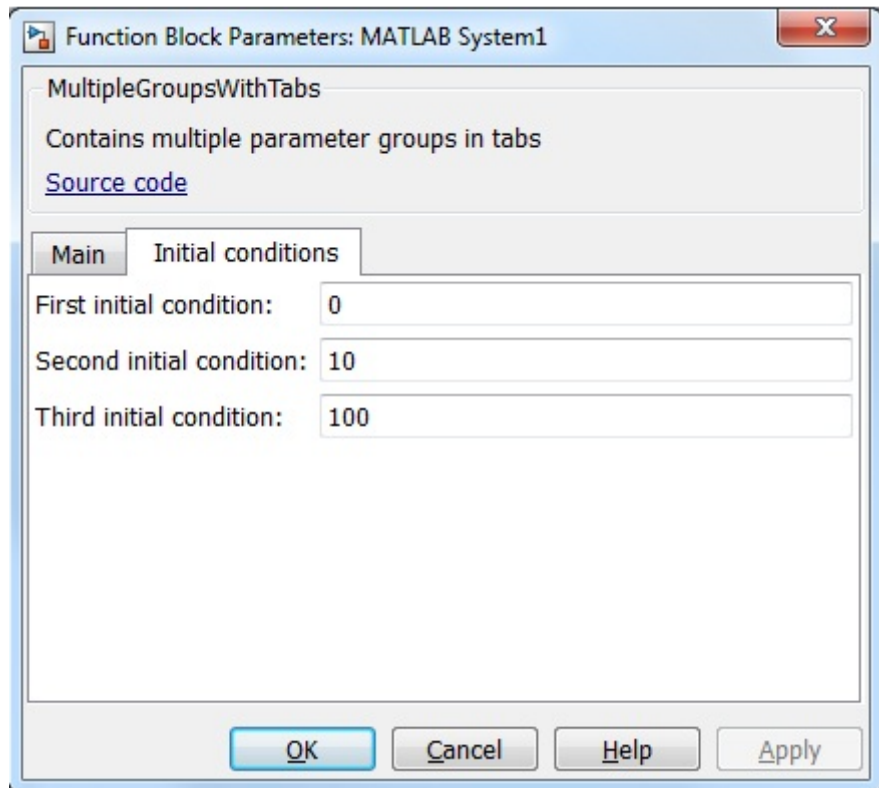 Function Block Parameters: MATLAB System1
MultipleGroupsWithTabs
Contains multiple parameter groups in tabs
Source code
Main Initial conditions
First initial condition: 0
Second initial condition: 10
Third initial condition: 100
OK Cancel Help Apply